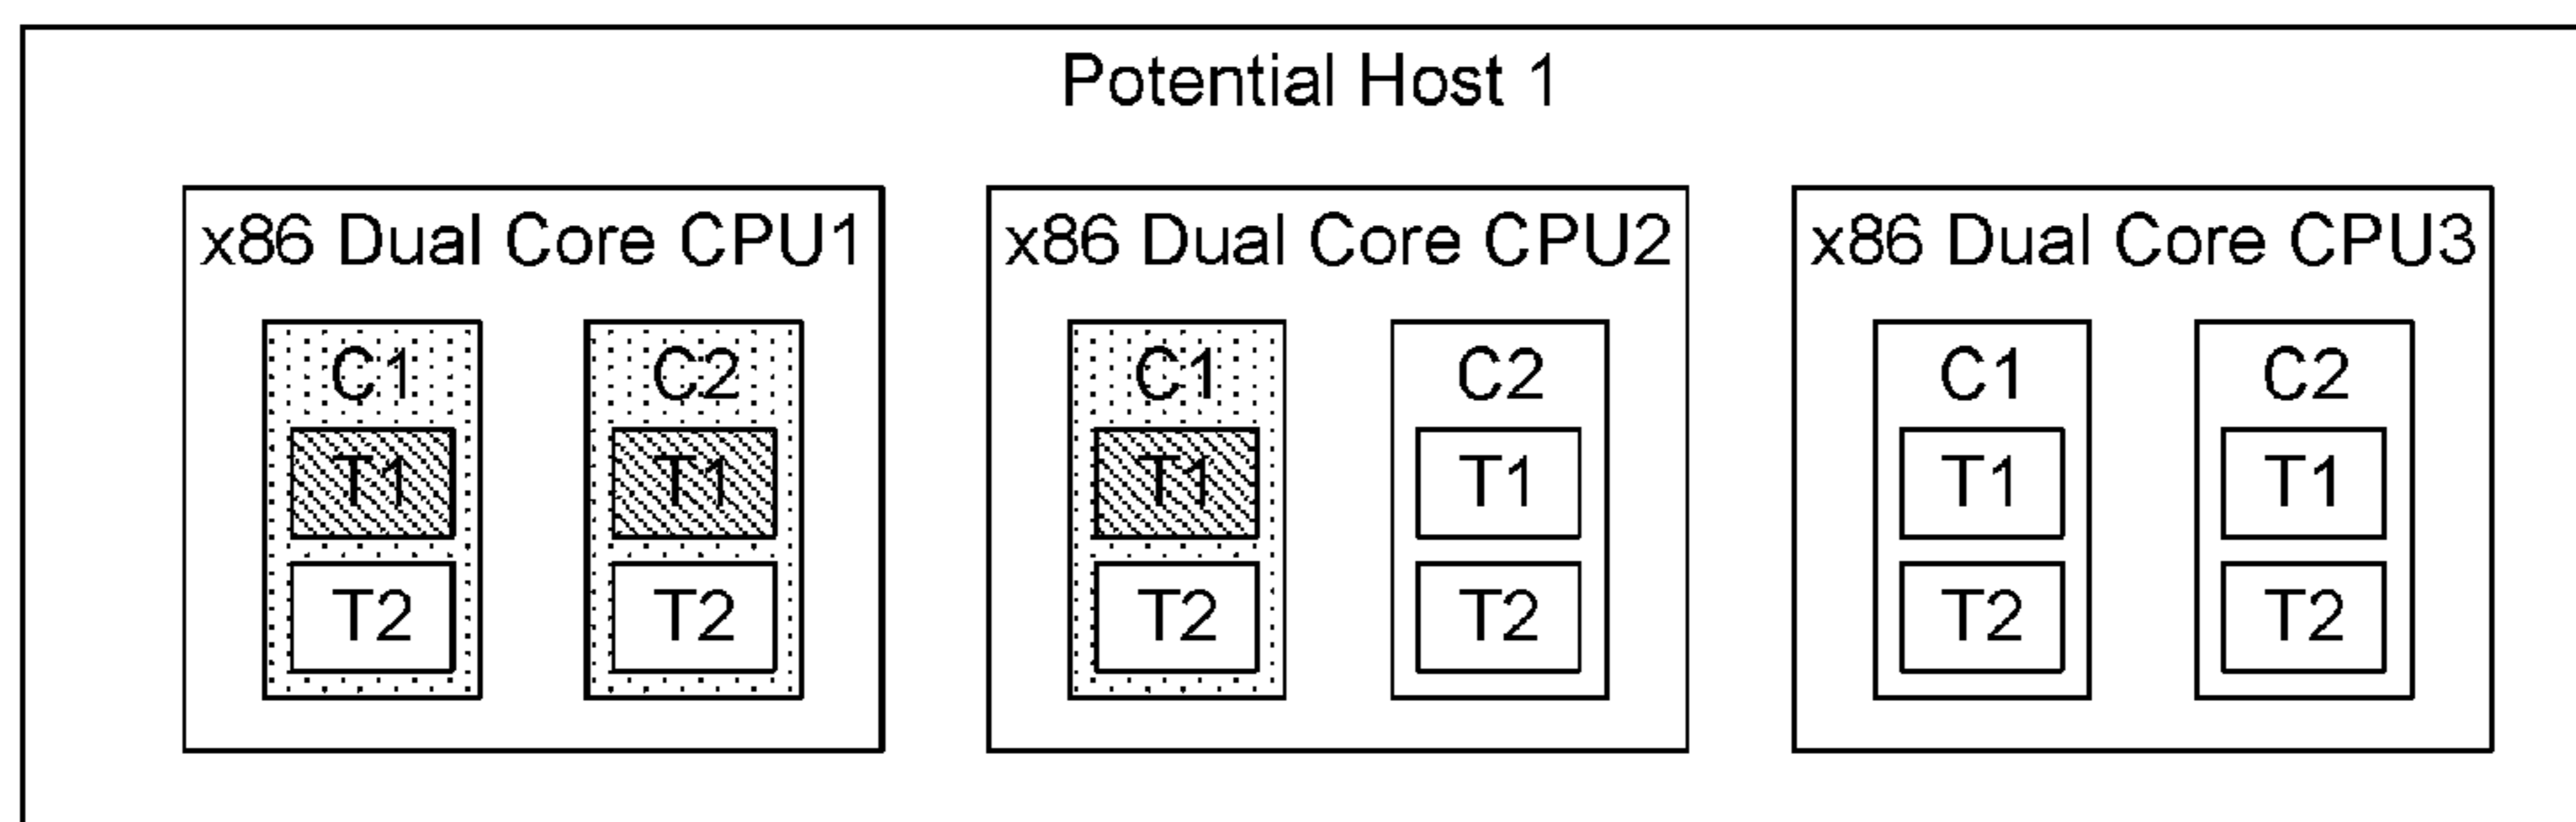 Potential Host 1
x86 Dual Core CPU1 x86 Dual Core CPU2 x86 Dual Core CPU3
C1 C2 C1 C2 C1 C2
T1 T1 T1 T1 T1 T1
T2 T2 T2 T2 T2 T2